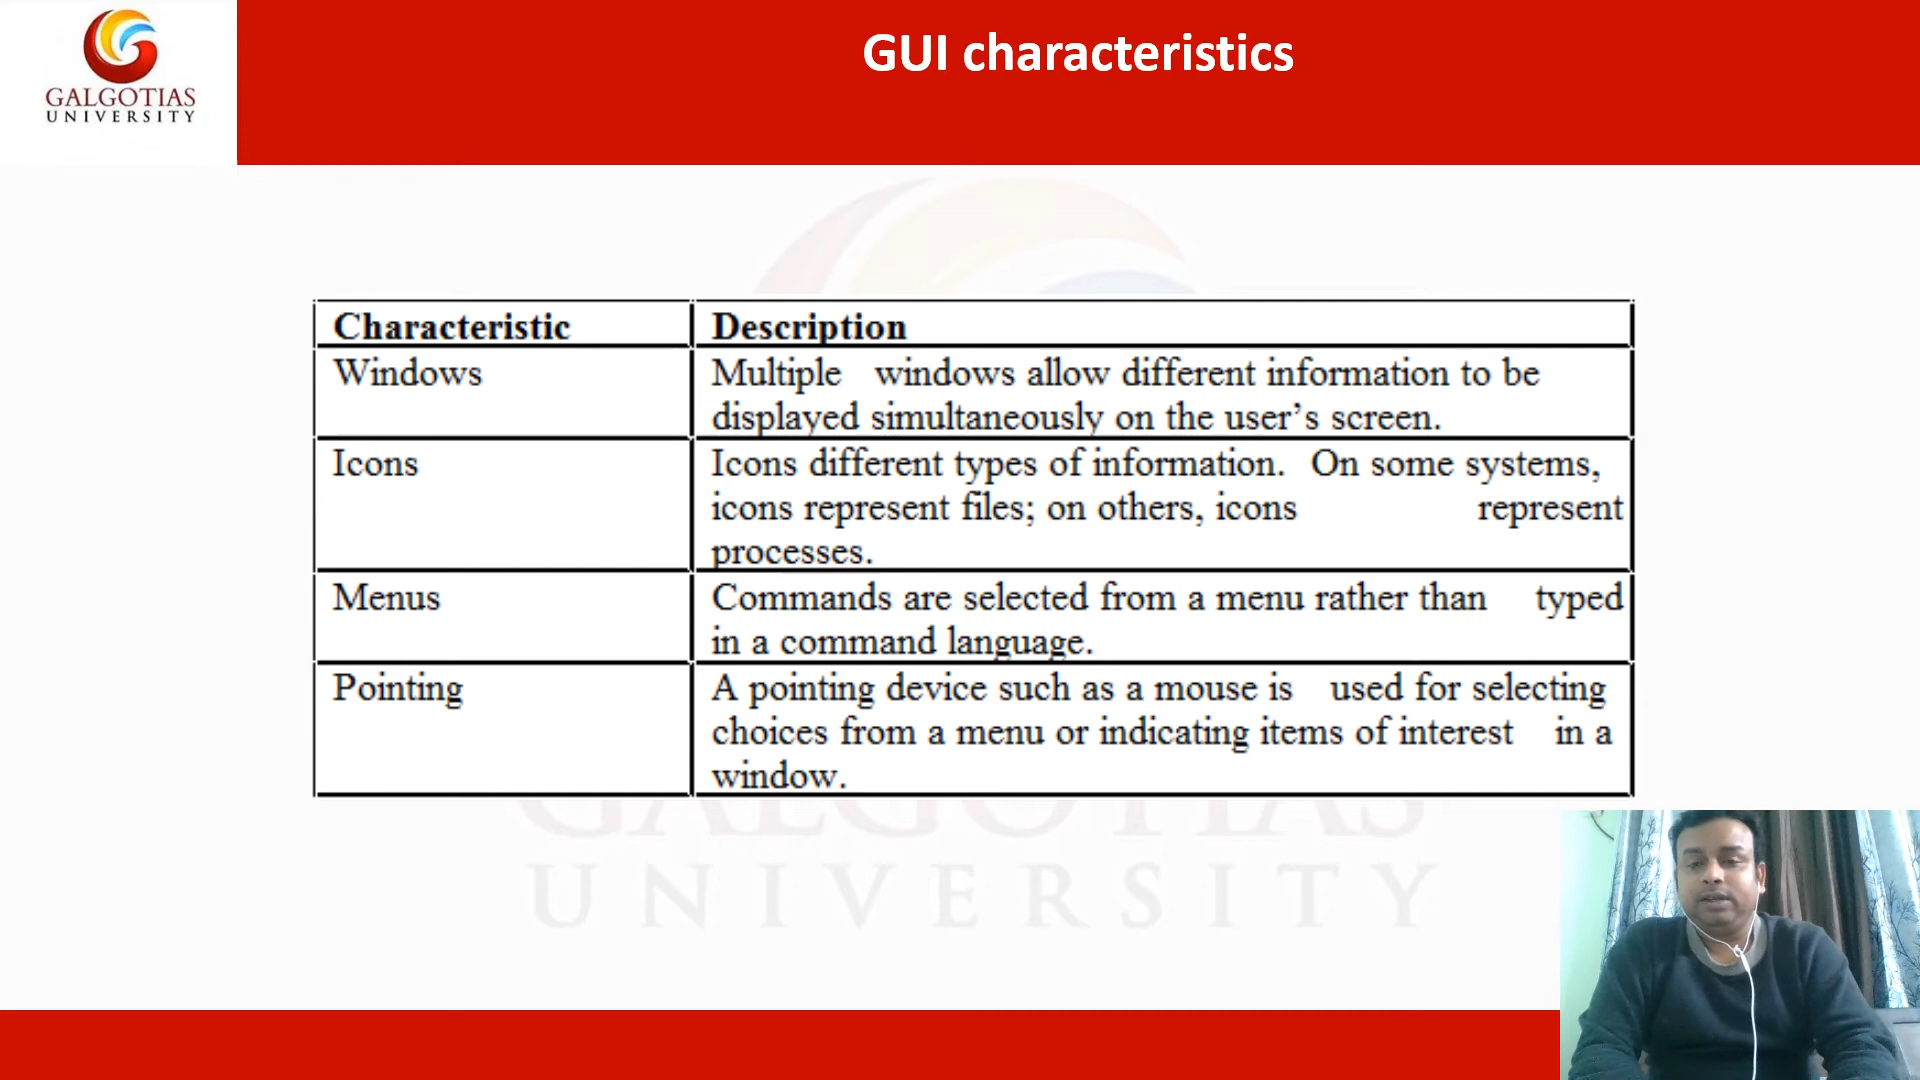 GALGOTIAS
UNIVERSITY
GUI characteristics
Characteristic Description
Windows Multiple windows allow different information to be
displayed simultaneously on the user’s screen.
Icons Icons different types of information. On some systems,
icons represent files; on others, icons represent
processes.
Menus Commands are selected from a menu rather than typed
in a command language.
Pointing A pointing device such as a mouse is used for selecting
choices from a menu or indicating items of interest in a
window.
GALGOTIAS
UNIVERSITY